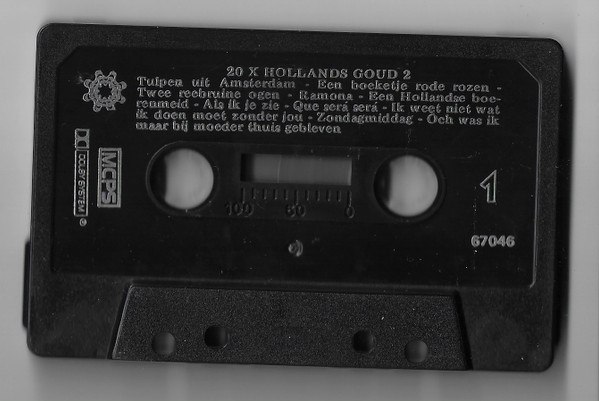 20 X HOLLANDS GOUD 2
Tulpen uit Amsterdam - Een boeketje rode rozen -
Twee reebruine ogen - Ramona - Een Hollandse boe-
renmeid - Als ik je zie - Que será será - Ik weet niet wat
ik doen moet zonder jou - Zondagmiddag - Och was ik
maar bij moeder thuis gebleven
DOLBY SYSTEM ®
MCPS
100 50 0
1
67046